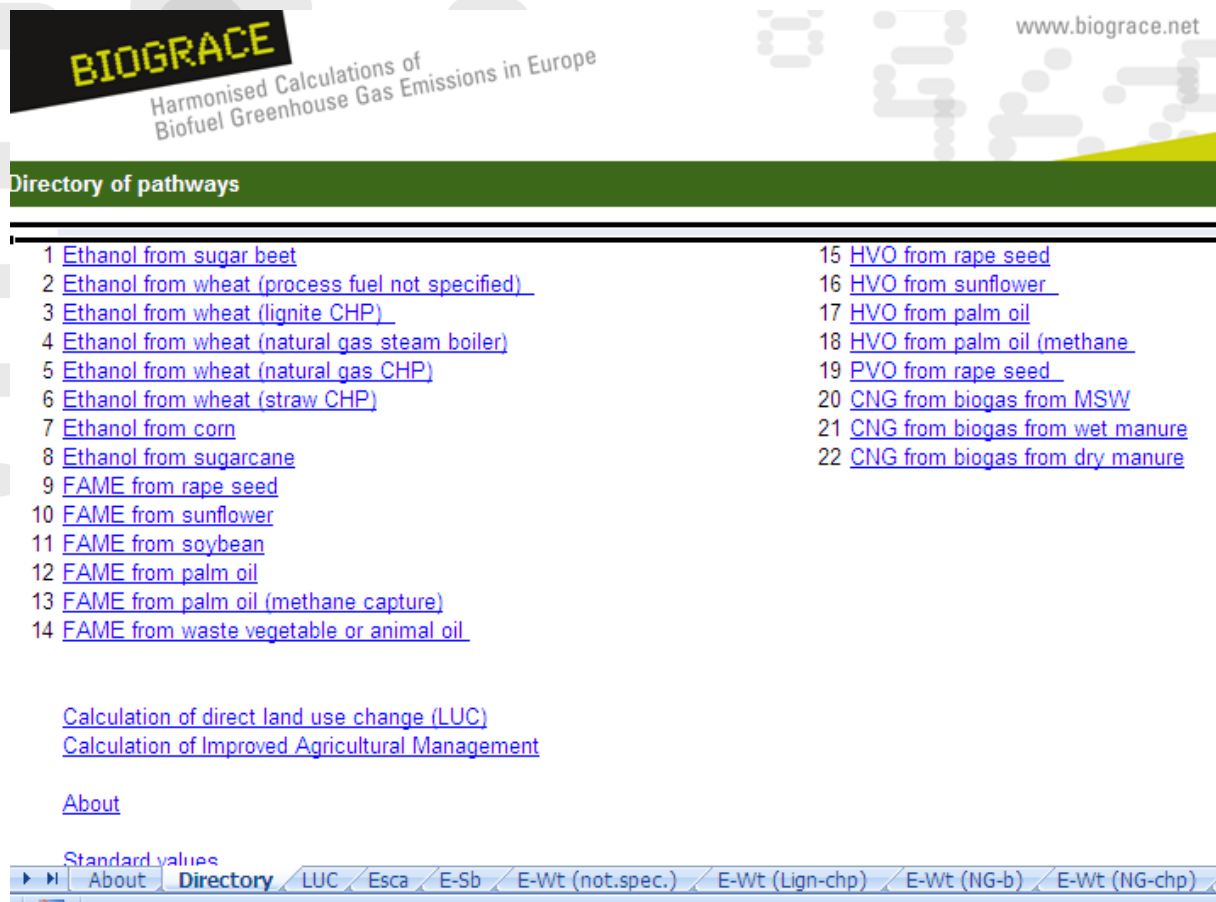 BIOGRACE
www.biograce.net
Harmonised Calculations of
Biofuel Greenhouse Gas Emissions in Europe
Directory of pathways
1 Ethanol from sugar beet
2 Ethanol from wheat (process fuel not specified)
3 Ethanol from wheat (lignite CHP)
4 Ethanol from wheat (natural gas steam boiler)
5 Ethanol from wheat (natural gas CHP)
6 Ethanol from wheat (straw CHP)
7 Ethanol from corn
8 Ethanol from sugarcane
9 FAME from rape seed
10 FAME from sunflower
11 FAME from soybean
12 FAME from palm oil
13 FAME from palm oil (methane capture)
14 FAME from waste vegetable or animal oil
15 HVO from rape seed
16 HVO from sunflower
17 HVO from palm oil
18 HVO from palm oil (methane
19 PVO from rape seed
20 CNG from biogas from MSW
21 CNG from biogas from wet manure
22 CNG from biogas from dry manure
Calculation of direct land use change (LUC)
Calculation of Improved Agricultural Management
About
Standard values
About Directory LUC Esca E-Sb E-Wt (not.spec.) E-Wt (Lign-chp) E-Wt (NG-b) E-Wt (NG-chp)